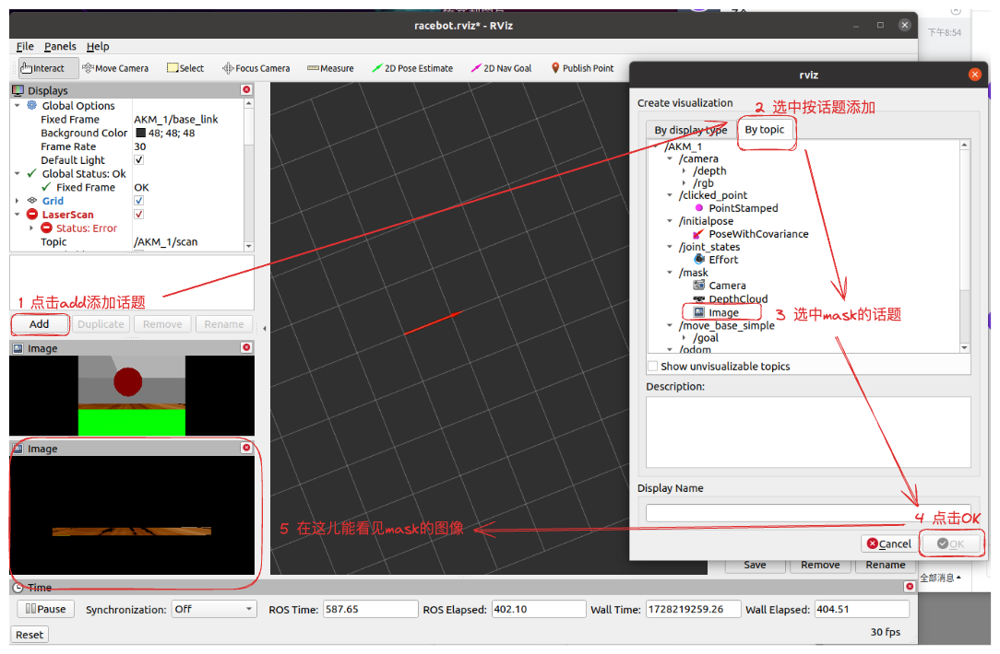 racebot.rviz* - RViz
下午8:54
File Panels Help
Interact Move Camera Select Focus Camera Measure 2D Pose Estimate 2D Nav Goal Publish Point
rviz
Displays
Global Options
Fixed Frame AKM_1/base_link
Background Color 48; 48; 48
Frame Rate 30
Default Light
Global Status: Ok
Fixed Frame OK
Grid
LaserScan
Status: Error
Topic /AKM_1/scan
1 点击add添加话题
Add Duplicate Remove Rename
Image
Image
5 在这儿能看见mask的图像
Create visualization
2 选中按话题添加
By display type By topic
/AKM_1
/camera
/depth
/rgb
/clicked_point
PointStamped
/initialpose
PoseWithCovariance
/joint_states
Effort
/mask
Camera
DepthCloud
Image
3 选中mask的话题
/move_base_simple
/goal
/odom
Show unvisualizable topics
Description:
Display Name
4 点击OK
Cancel OK
Save Remove Rename
全部消息
Time
Pause Synchronization: Off ROS Time: 587.65 ROS Elapsed: 402.10 Wall Time: 1728219259.26 Wall Elapsed: 404.51
Reset 30 fps